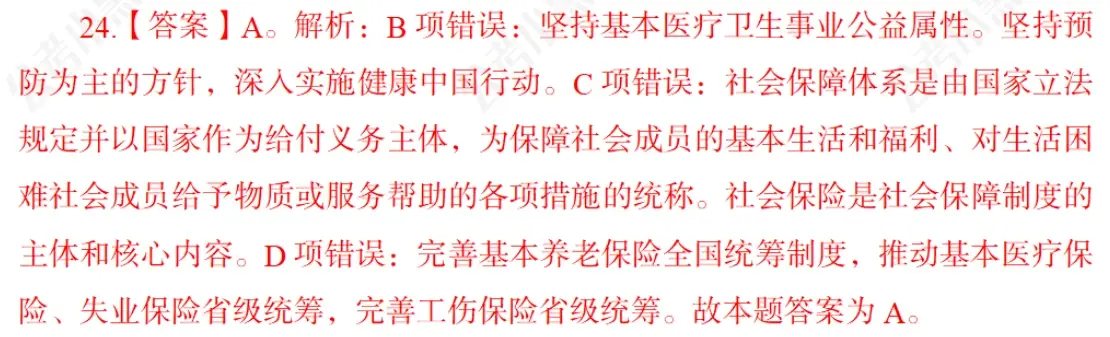 24.【答案】A。解析：B 项错误：坚持基本医疗卫生事业公益属性。坚持预
防为主的方针，深入实施健康中国行动。C 项错误：社会保障体系是由国家立法
规定并以国家作为给付义务主体，为保障社会成员的基本生活和福利、对生活困
难社会成员给予物质或服务帮助的各项措施的统称。社会保险是社会保障制度的
主体和核心内容。D 项错误：完善基本养老保险全国统筹制度，推动基本医疗保
险、失业保险省级统筹，完善工伤保险省级统筹。故本题答案为 A。